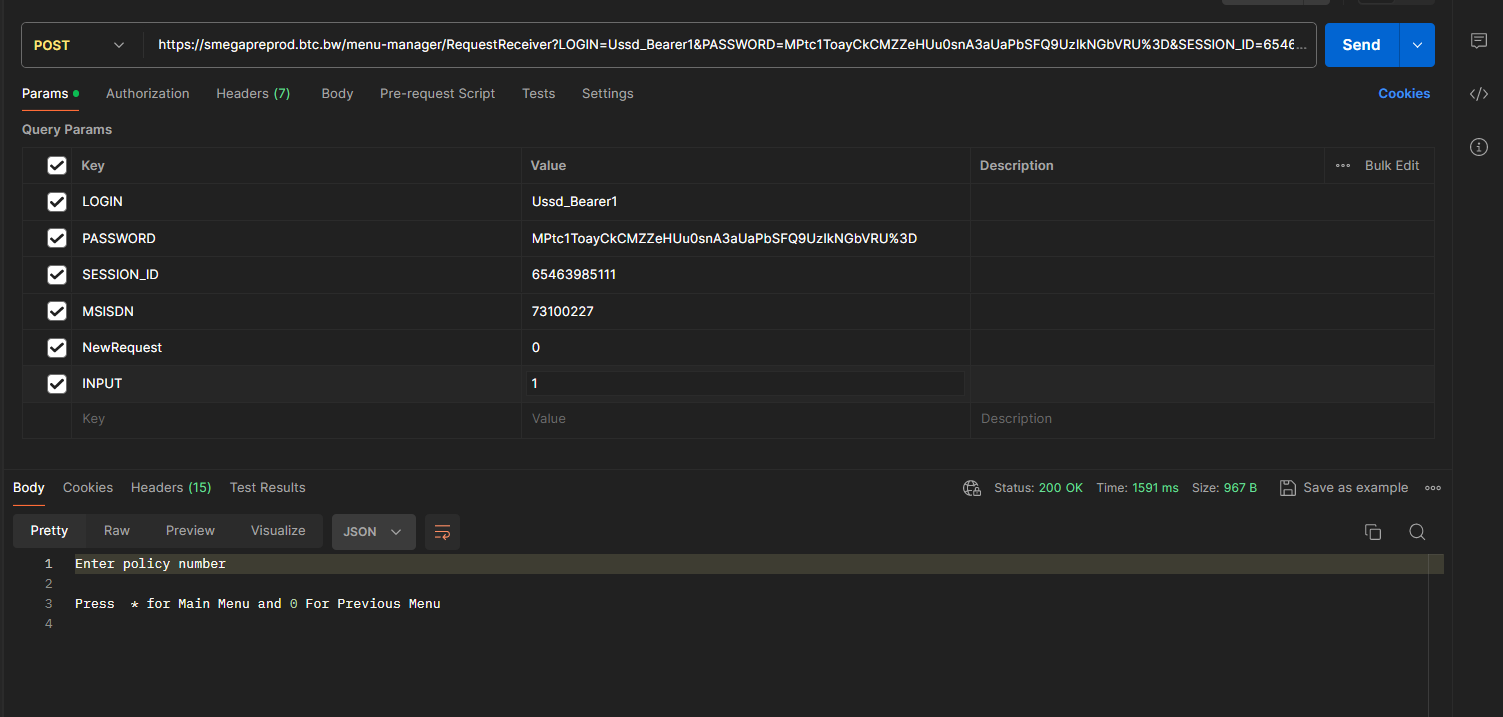 POST https://smegapreprod.btc.bw/menu-manager/RequestReceiver?LOGIN=Ussd_Bearer1&PASSWORD=MPtc1ToayCkCMZZeHUu0snA3aUaPbSFQ9UzIkNGbVRU%3D&SESSION_ID=6546... Send
Params Authorization Headers (7) Body Pre-request Script Tests Settings Cookies
Query Params
Key Value Description ... Bulk Edit
LOGIN Ussd_Bearer1
PASSWORD MPtc1ToayCkCMZZeHUu0snA3aUaPbSFQ9UzIkNGbVRU%3D
SESSION_ID 65463985111
MSISDN 73100227
NewRequest 0
INPUT 1
Key Value Description
Body Cookies Headers (15) Test Results Status: 200 OK Time: 1591 ms Size: 967 B Save as example
Pretty Raw Preview Visualize JSON
1 Enter policy number
2
3 Press * for Main Menu and 0 For Previous Menu
4